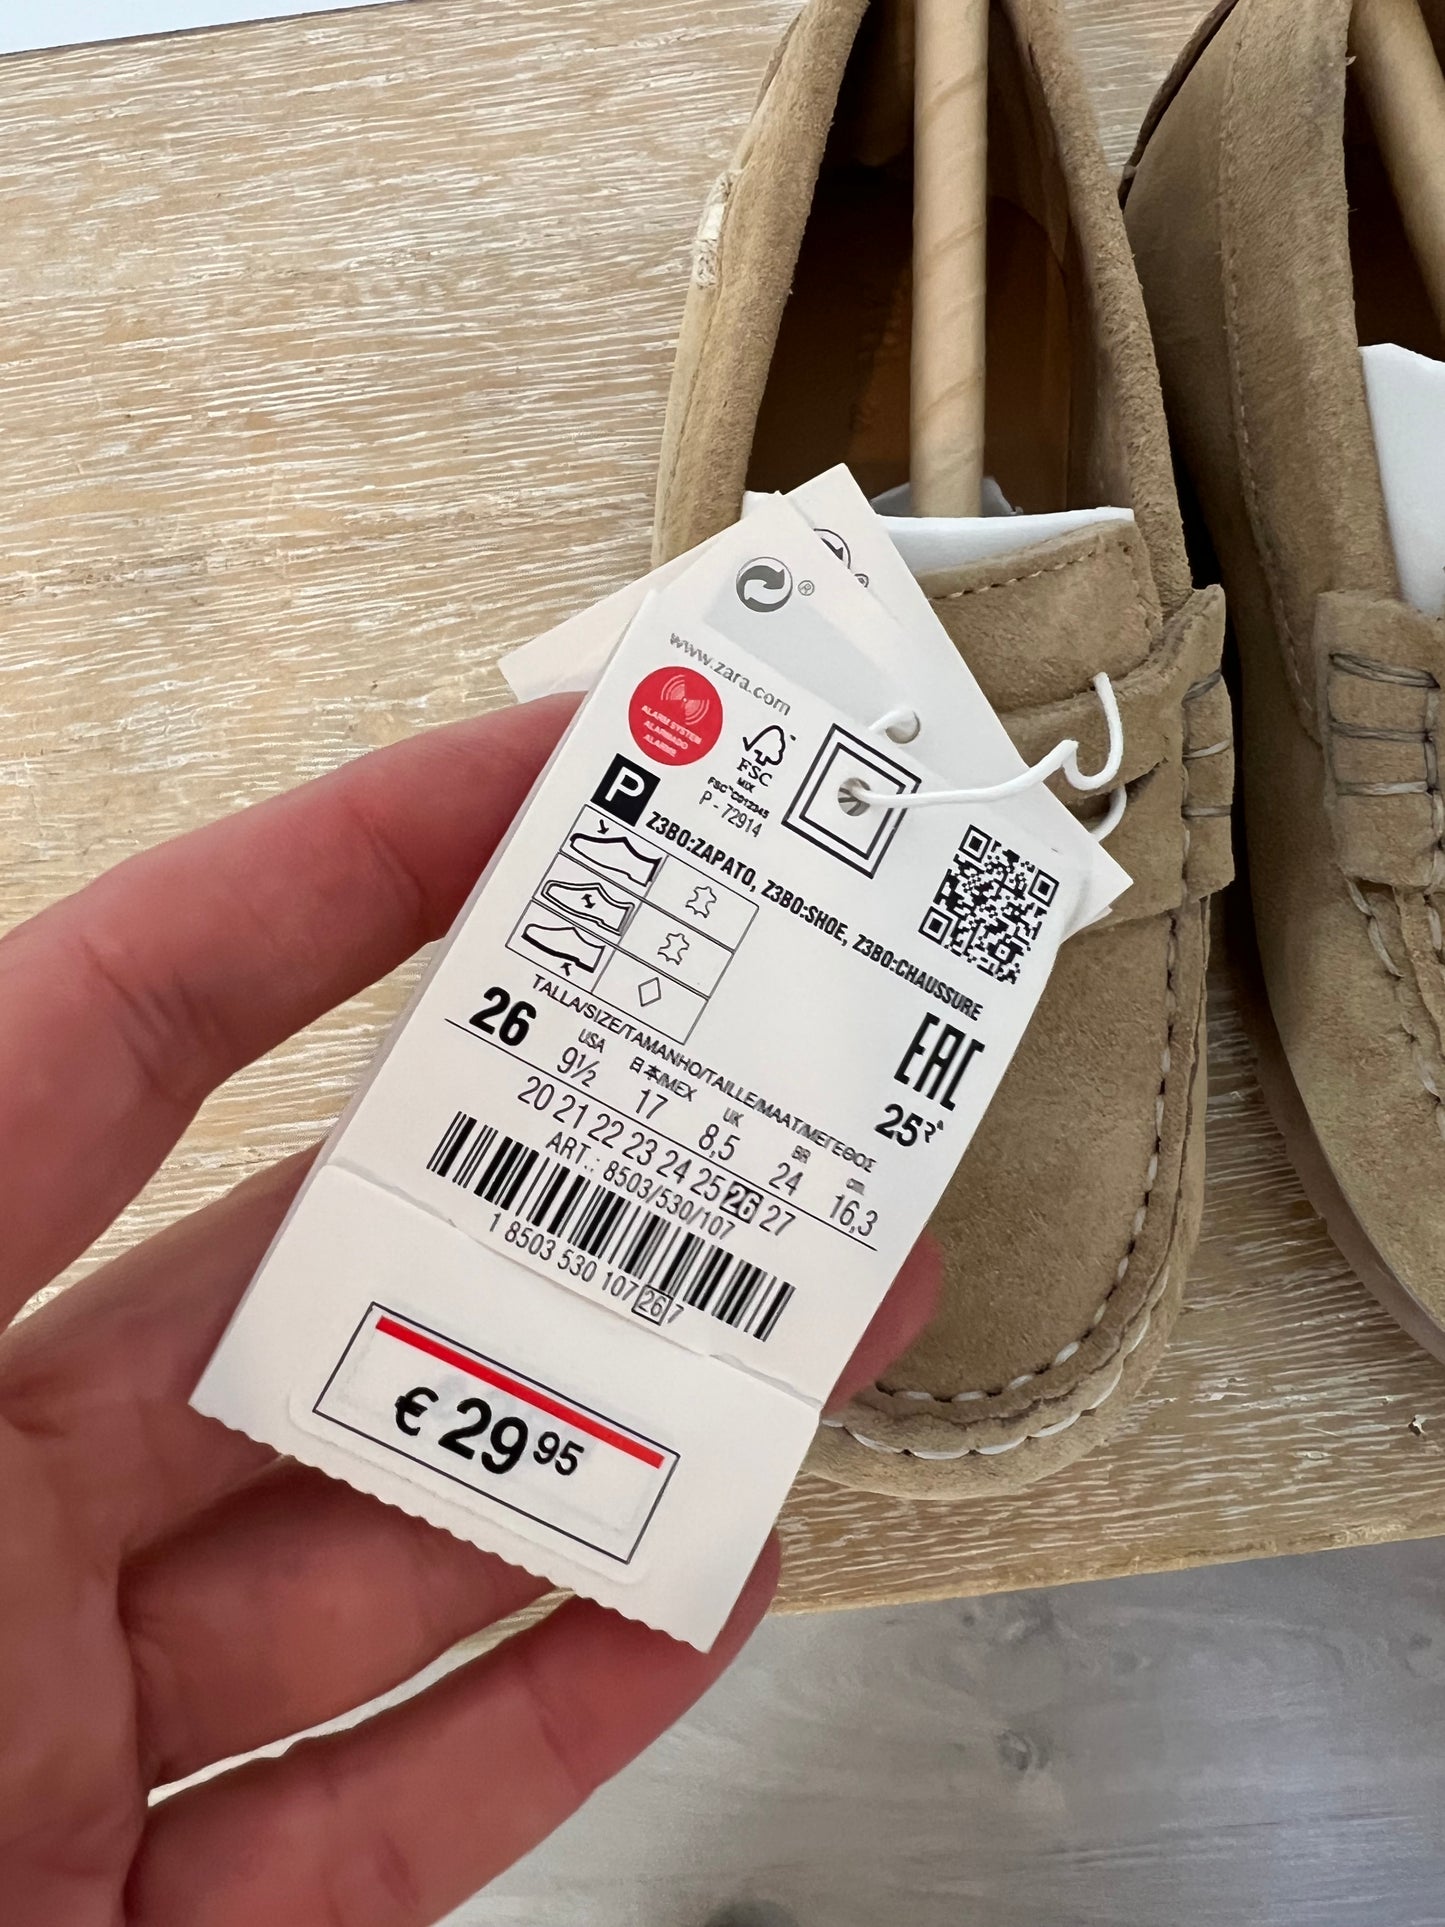 ®
www.zara.com
ALARM SYSTEM
ALARMADO
ALARME
FSC™
MIX
FSC™C012345
P - 72914
P
Z3B0:ZAPATO, Z3B0:SHOE, Z3B0:CHAUSSURE
EAC
TALLA/SIZE/TAMANHO/TAILLE/MAAT/ΜΕΓΕΘΟΣ
26 USA 日本/MEX UK BR cm
9½ 17 8,5 24 16,3
20 21 22 23 24 25 26 27
ART.: 8503/530/107
1 8503 530 107 26 7
€ 29 95